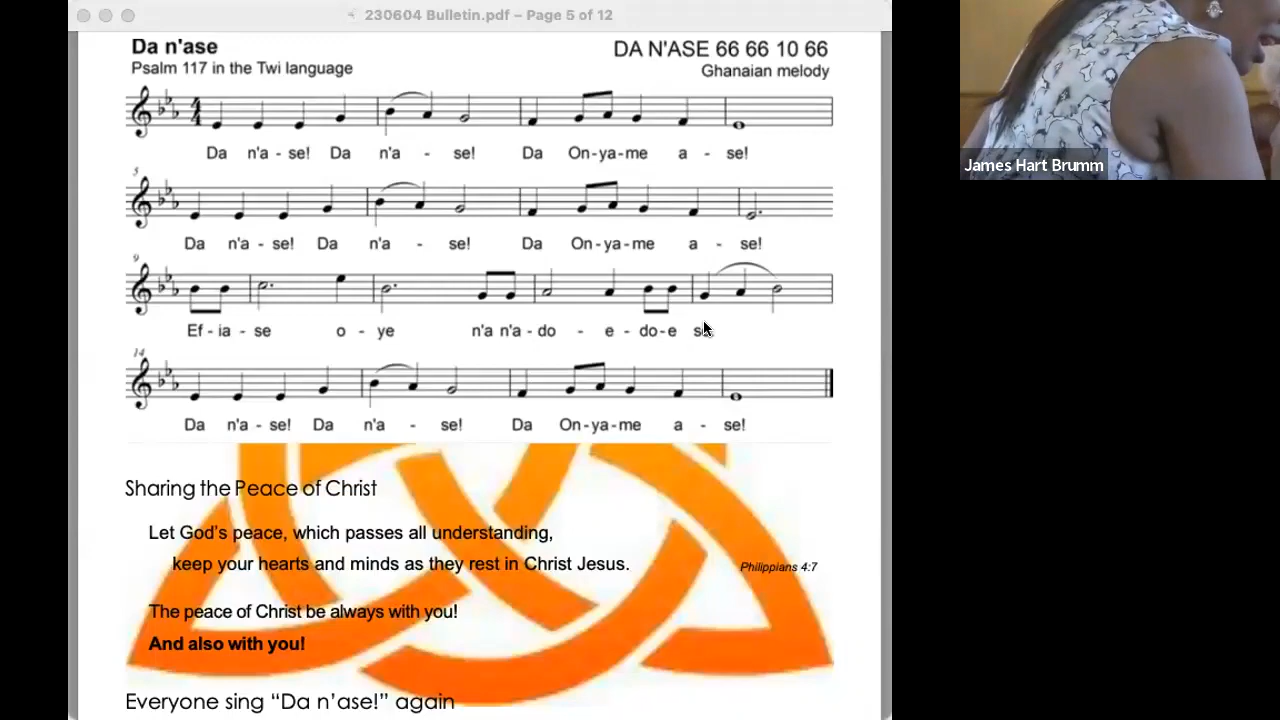 230604 Bulletin.pdf – Page 5 of 12
Da n'ase
DA N'ASE 66 66 10 66
Psalm 117 in the Twi language
Ghanaian melody
Da n'a - se! Da n'a - se! Da On-ya-me a - se!
5
Da n'a - se! Da n'a - se! Da On-ya-me a - se!
9
Ef - ia - se o - ye n'a n'a - do - e - do-e
14
Da n'a - se! Da n'a - se! Da On-ya-me a - se!
Sharing the Peace of Christ
Let God's peace, which passes all understanding,
keep your hearts and minds as they rest in Christ Jesus.
Philippians 4:7
The peace of Christ be always with you!
And also with you!
Everyone sing “Da n’ase!” again
James Hart Brumm